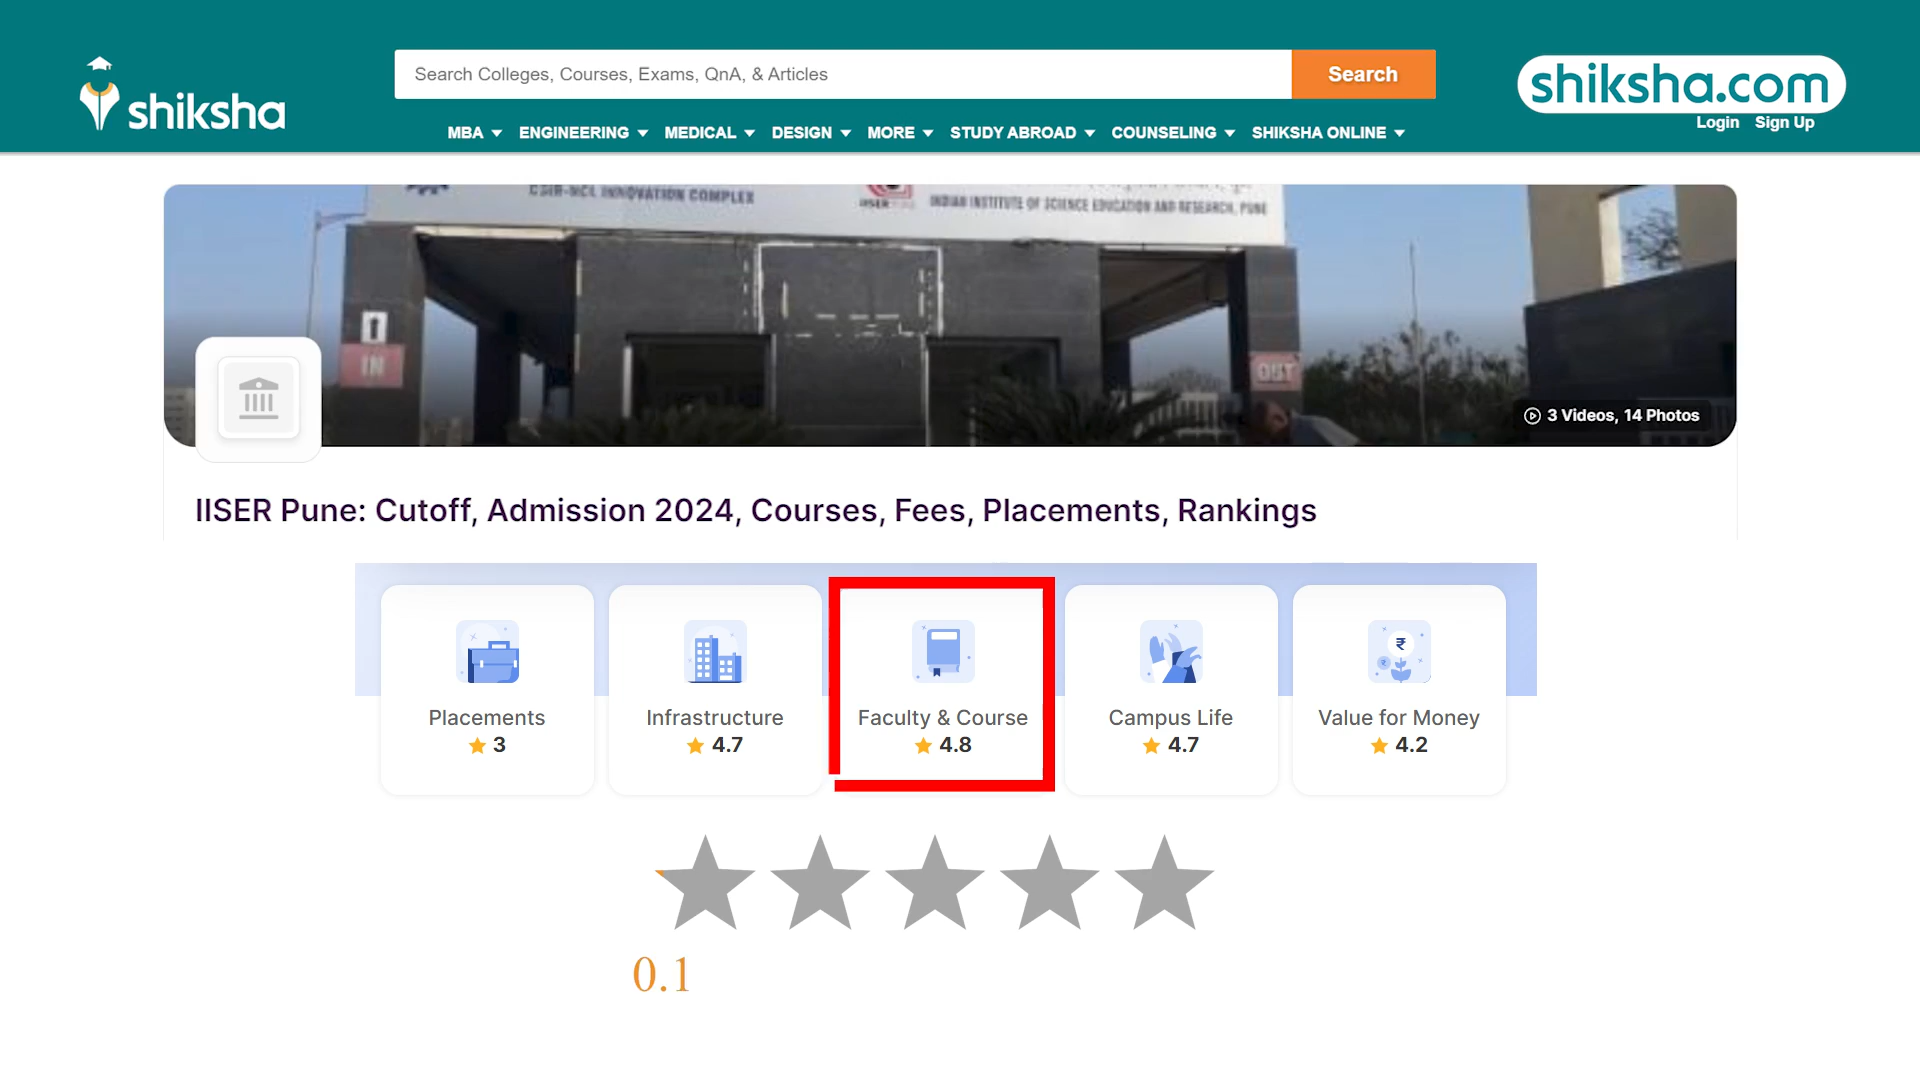 shiksha
Search Colleges, Courses, Exams, QnA, & Articles
Search
shiksha.com
Login Sign Up
MBA ENGINEERING MEDICAL DESIGN MORE STUDY ABROAD COUNSELING SHIKSHA ONLINE
CSIR-NCL INNOVATION COMPLEX
IISER PUNE
INDIAN INSTITUTE OF SCIENCE EDUCATION AND RESEARCH, PUNE
IN
OUT
3 Videos, 14 Photos
IISER Pune: Cutoff, Admission 2024, Courses, Fees, Placements, Rankings
Placements
3
Infrastructure
4.7
Faculty & Course
4.8
Campus Life
4.7
Value for Money
4.2
0.1